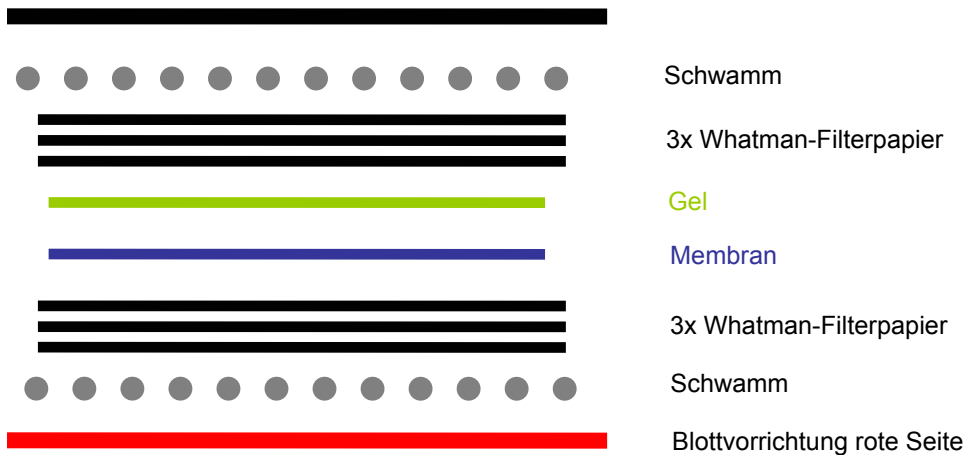 Schwamm
3x Whatman-Filterpapier
Gel
Membran
3x Whatman-Filterpapier
Schwamm
Blottvorrichtung rote Seite